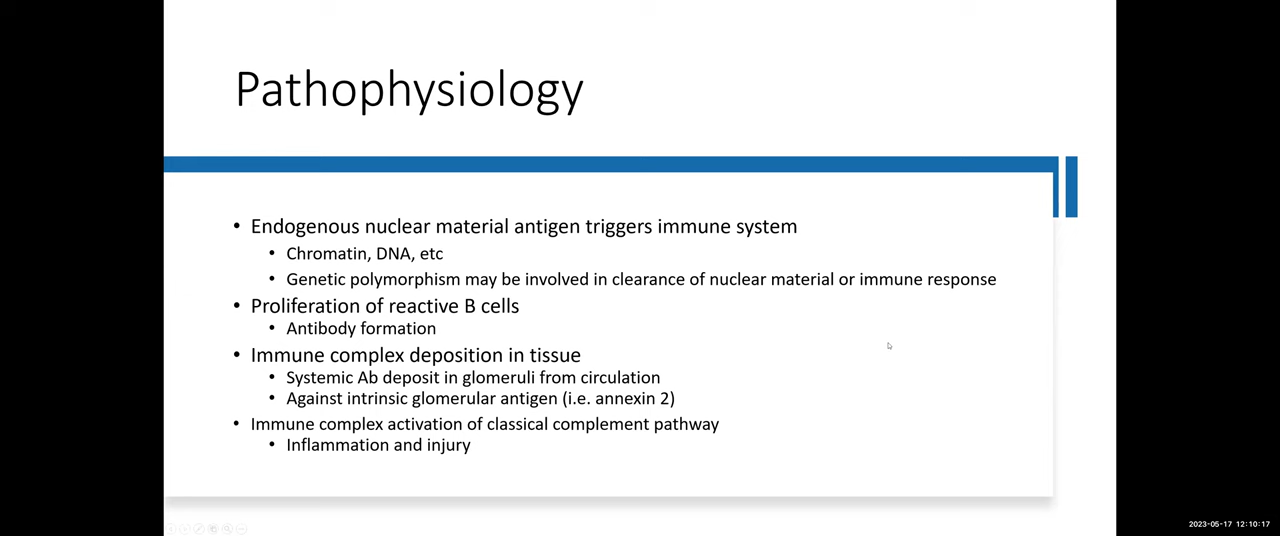 Pathophysiology
• Endogenous nuclear material antigen triggers immune system
• Chromatin, DNA, etc
• Genetic polymorphism may be involved in clearance of nuclear material or immune response
• Proliferation of reactive B cells
• Antibody formation
• Immune complex deposition in tissue
• Systemic Ab deposit in glomeruli from circulation
• Against intrinsic glomerular antigen (i.e. annexin 2)
• Immune complex activation of classical complement pathway
• Inflammation and injury
2023-05-17 12:10:17